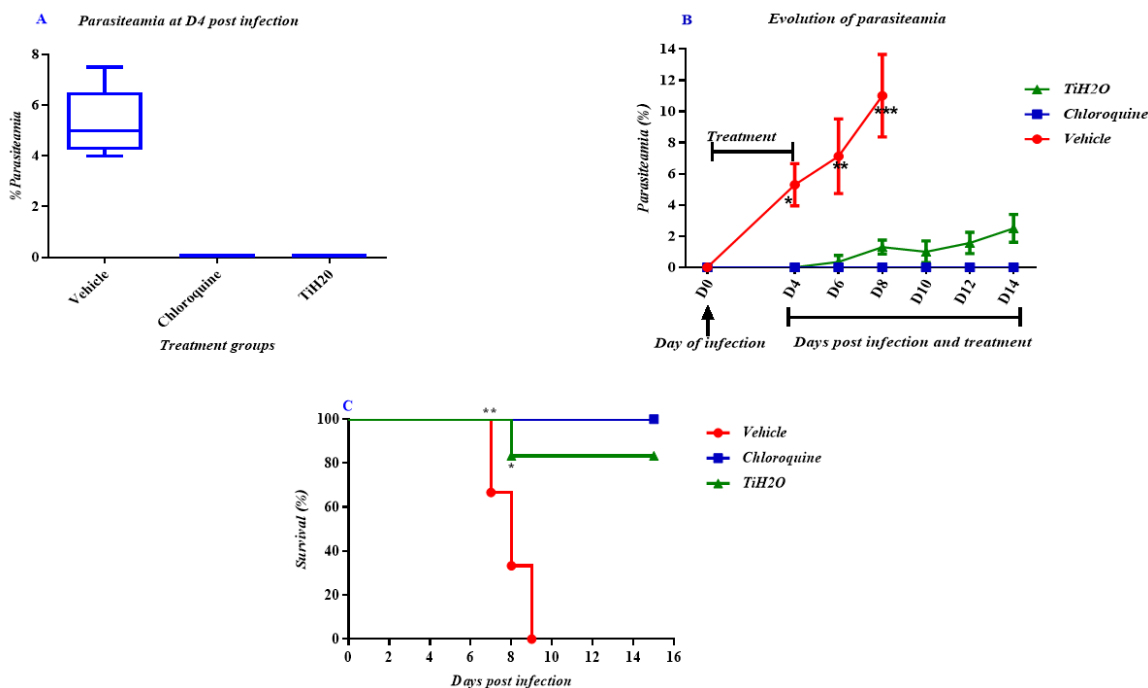 A
Parasiteamia at D4 post infection
8
6
4
2
0
% Parasiteamia
Vehicle
Chloroquine
TiH20
Treatment groups
B
Evolution of parasiteamia
14
12
10
8
6
4
2
0
Parasiteamia (%)
Treatment
*
**
***
D0
D4
D6
D8
D10
D12
D14
Day of infection
Days post infection and treatment
TiH2O
Chloroquine
Vehicle
C
100
80
60
40
20
0
Survival (%)
**
*
0 2 4 6 8 10 12 14 16
Days post infection
Vehicle
Chloroquine
TiH2O